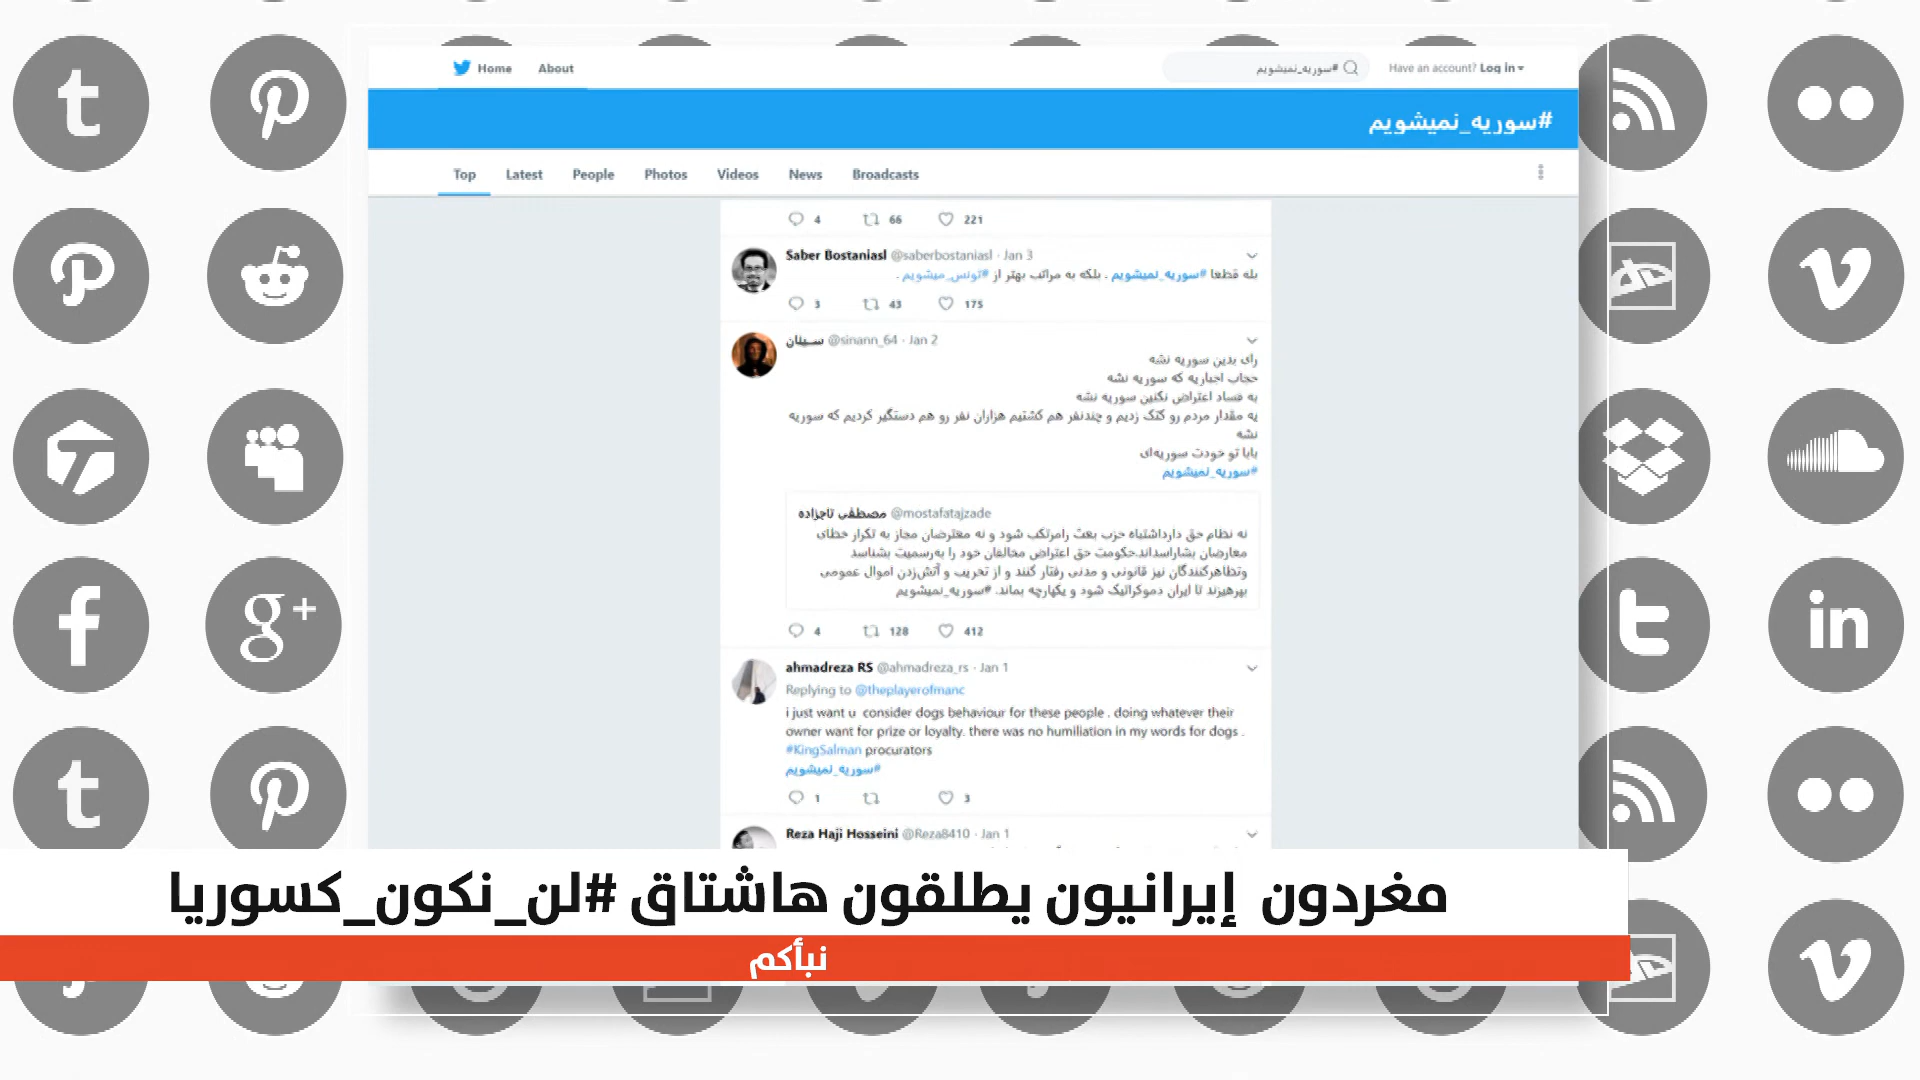 Home About #سوریه_نمیشویم Have an account? Log in
#سوریه_نمیشویم
Top Latest People Photos Videos News Broadcasts
4 66 221
Saber Bostaniasl @saberbostaniasl · Jan 3
بله قطعا #سوریه_نمیشویم . بلکه به مراتب بهتر از #تونس_میشویم .
3 43 175
سینان @sinann_64 · Jan 2
رای بدین سوریه نشه
حجاب اجباریه که سوریه نشه
به فساد اعتراض نکنین سوریه نشه
یه مقدار مردم رو کتک زدیم و چندنفر هم کشتیم هزاران نفر رو هم دستگیر کردیم که سوریه
نشه
بابا تو خودت سوریه‌ای
#سوریه_نمیشویم
مصطفی تاجزاده @mostafatajzade
نه نظام حق دارداشتباه حزب بعث رامرتکب شود و نه معترضان مجاز به تکرار خطای
معارضان بشاراسداند.حکومت حق اعتراض مخالفان خود را به‌رسمیت بشناسد
وتظاهرکنندگان نیز قانونی و مدنی رفتار کنند و از تخریب و آتش‌زدن اموال عمومی
بپرهیزند تا ایران دموکراتیک شود و یکپارچه بماند. #سوریه_نمیشویم
4 128 412
ahmadreza RS @ahmadreza_rs · Jan 1
Replying to @theplayerofmanc
i just want u consider dogs behaviour for these people . doing whatever their
owner want for prize or loyalty. there was no humiliation in my words for dogs .
#KingSalman procurators
#سوریه_نمیشویم
1 3
Reza Haji Hosseini @Reza8410 · Jan 1
مغردون إيرانيون يطلقون هاشتاق #لن_نكون_كسوريا
نبأكم